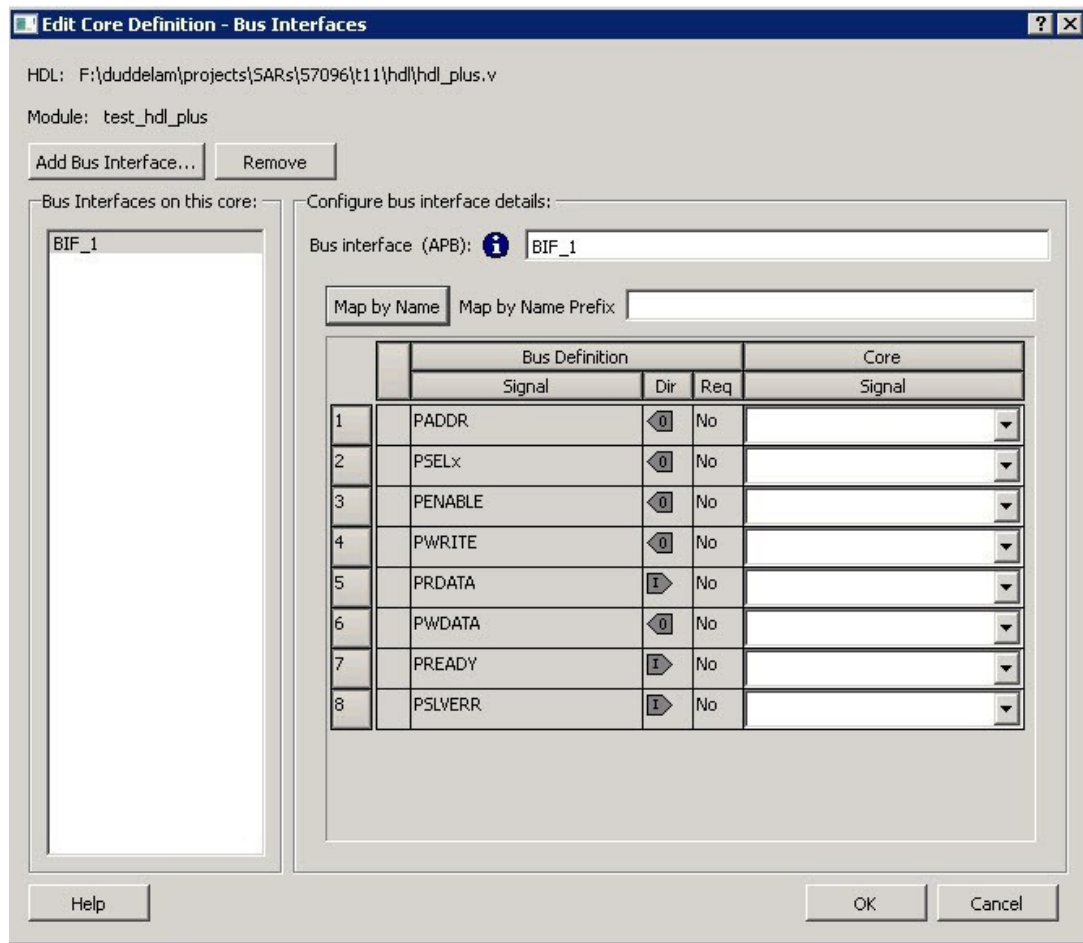 Edit Core Definition - Bus Interfaces ? X
HDL: F:\duddelam\projects\SARs\57096\t11\hdl\hdl_plus.v
Module: test_hdl_plus
Add Bus Interface... Remove
Bus Interfaces on this core:
BIF_1
Configure bus interface details:
Bus interface (APB): i BIF_1
Map by Name Map by Name Prefix
Bus Definition Core
Signal Dir Req Signal
1 PADDR O No
2 PSELx O No
3 PENABLE O No
4 PWRITE O No
5 PRDATA I No
6 PWDATA O No
7 PREADY I No
8 PSLVERR I No
Help OK Cancel